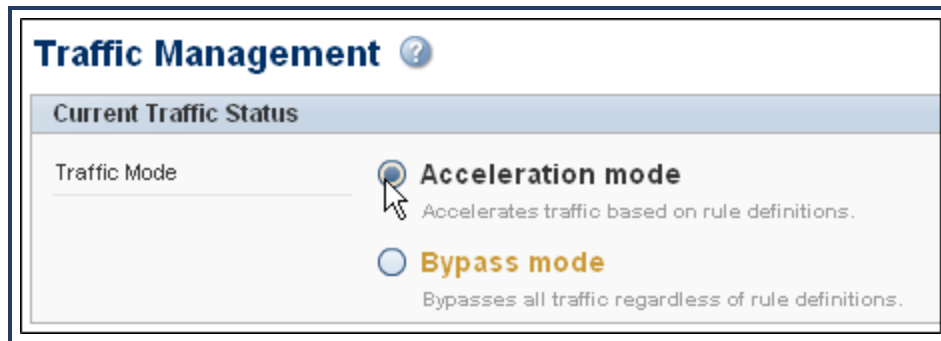 Traffic Management
Current Traffic Status
Traffic Mode
Acceleration mode
Accelerates traffic based on rule definitions.
Bypass mode
Bypasses all traffic regardless of rule definitions.